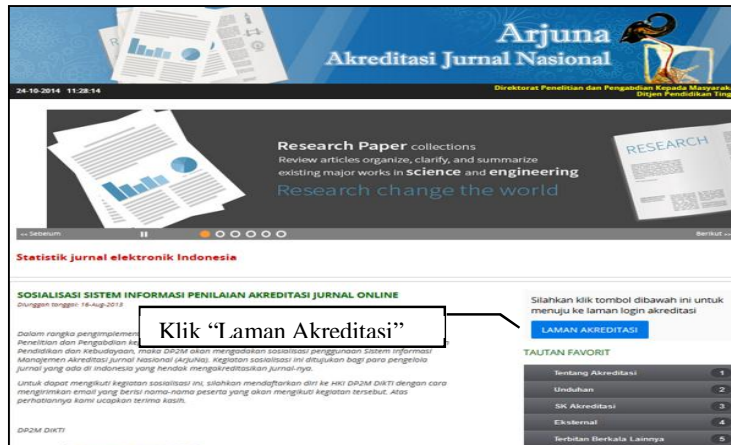 Arjuna
Akreditasi Jurnal Nasional
24-10-2014 11:28:14
Direktorat Penelitian dan Pengabdian Kepada Masyarak
Ditjen Pendidikan Ting
Research Paper collections
Review articles organize, clarify, and summarize
existing major works in science and engineering
Research change the world
RESEARCH
<< Sebelum
Berikut >>
Statistik jurnal elektronik Indonesia
SOSIALISASI SISTEM INFORMASI PENILAIAN AKREDITASI JURNAL ONLINE
Diunggah tanggal: 16-Aug-2013
Klik “Laman Akreditasi”
Dalam rangka pengimplemen
Penelitian dan Pengabdian kep
Pendidikan dan Kebudayaan, maka DP2M akan mengadakan sosialisasi penggunaan Sistem Informasi
Manajemen Akreditasi Jurnal Nasional (ArJuNa). Kegiatan sosialisasi ini ditujukan bagi para pengelola
jurnal yang ada di indonesia yang hendak mengakreditasikan jurnal-nya.
Untuk dapat mengikuti kegiatan sosialisasi ini, silahkan mendaftarkan diri ke HKI DP2M DIKTI dengan cara
mengirimkan email yang berisi nama-nama peserta yang akan mengikuti kegiatan tersebut. Atas
perhatiannya kami ucapkan terima kasih.
DP2M DIKTI
Silahkan klik tombol dibawah ini untuk
menuju ke laman login akreditasi
LAMAN AKREDITASI
TAUTAN FAVORIT
Tentang Akreditasi 1
Unduhan 2
SK Akreditasi 3
Eksternal 4
Terbitan Berkala Lainnya 5